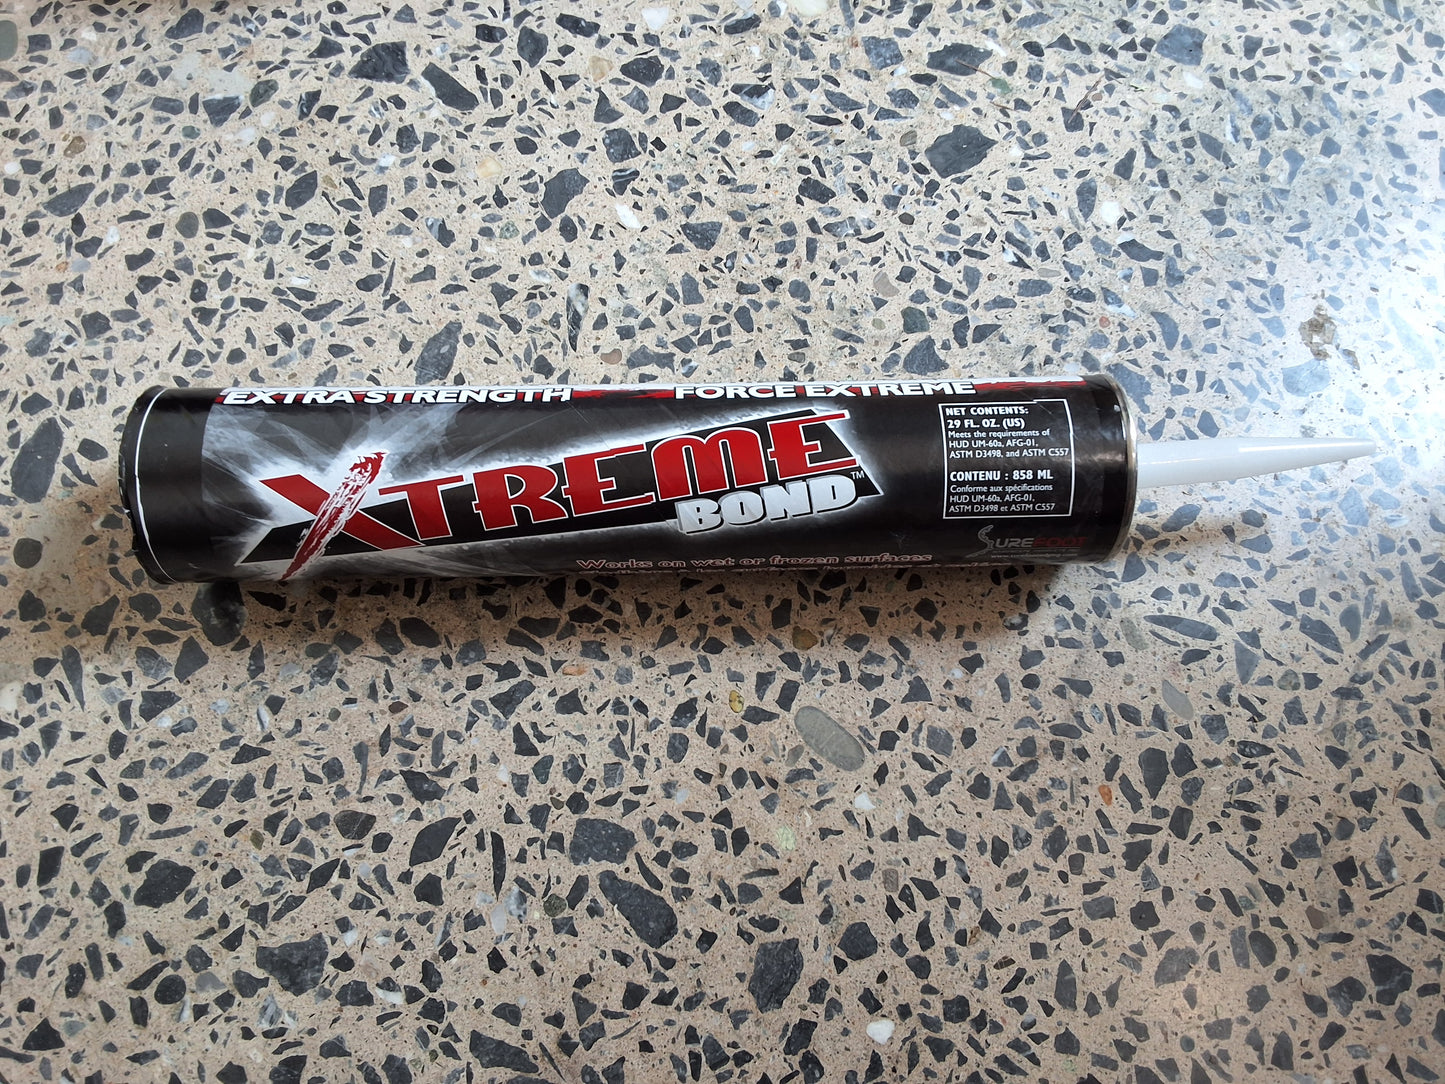 EXTRA STRENGTH FORCE EXTREME
XTREME
BOND™
Works on wet or frozen surfaces
NET CONTENTS:
29 FL. OZ. (US)
Meets the requirements of
HUD UM-60a, AFG-01,
ASTM D3498, and ASTM C557
CONTENU : 858 ML
Conforme aux spécifications
HUD UM-60a, AFG-01,
ASTM D3498 et ASTM C557
SUREFOOT